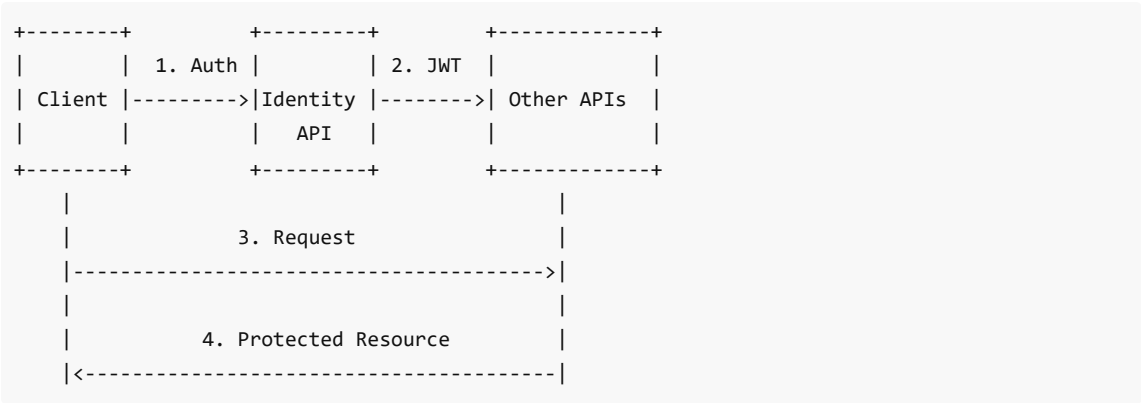 +--------+          +---------+         +-------------+
|        |  1. Auth |         | 2. JWT  |             |
| Client |--------->|Identity |-------->| Other APIs  |
|        |          |   API   |         |             |
+--------+          +---------+         +-------------+
    |                                         |
    |              3. Request                 |
    |---------------------------------------->|
    |                                         |
    |           4. Protected Resource         |
    |<----------------------------------------|